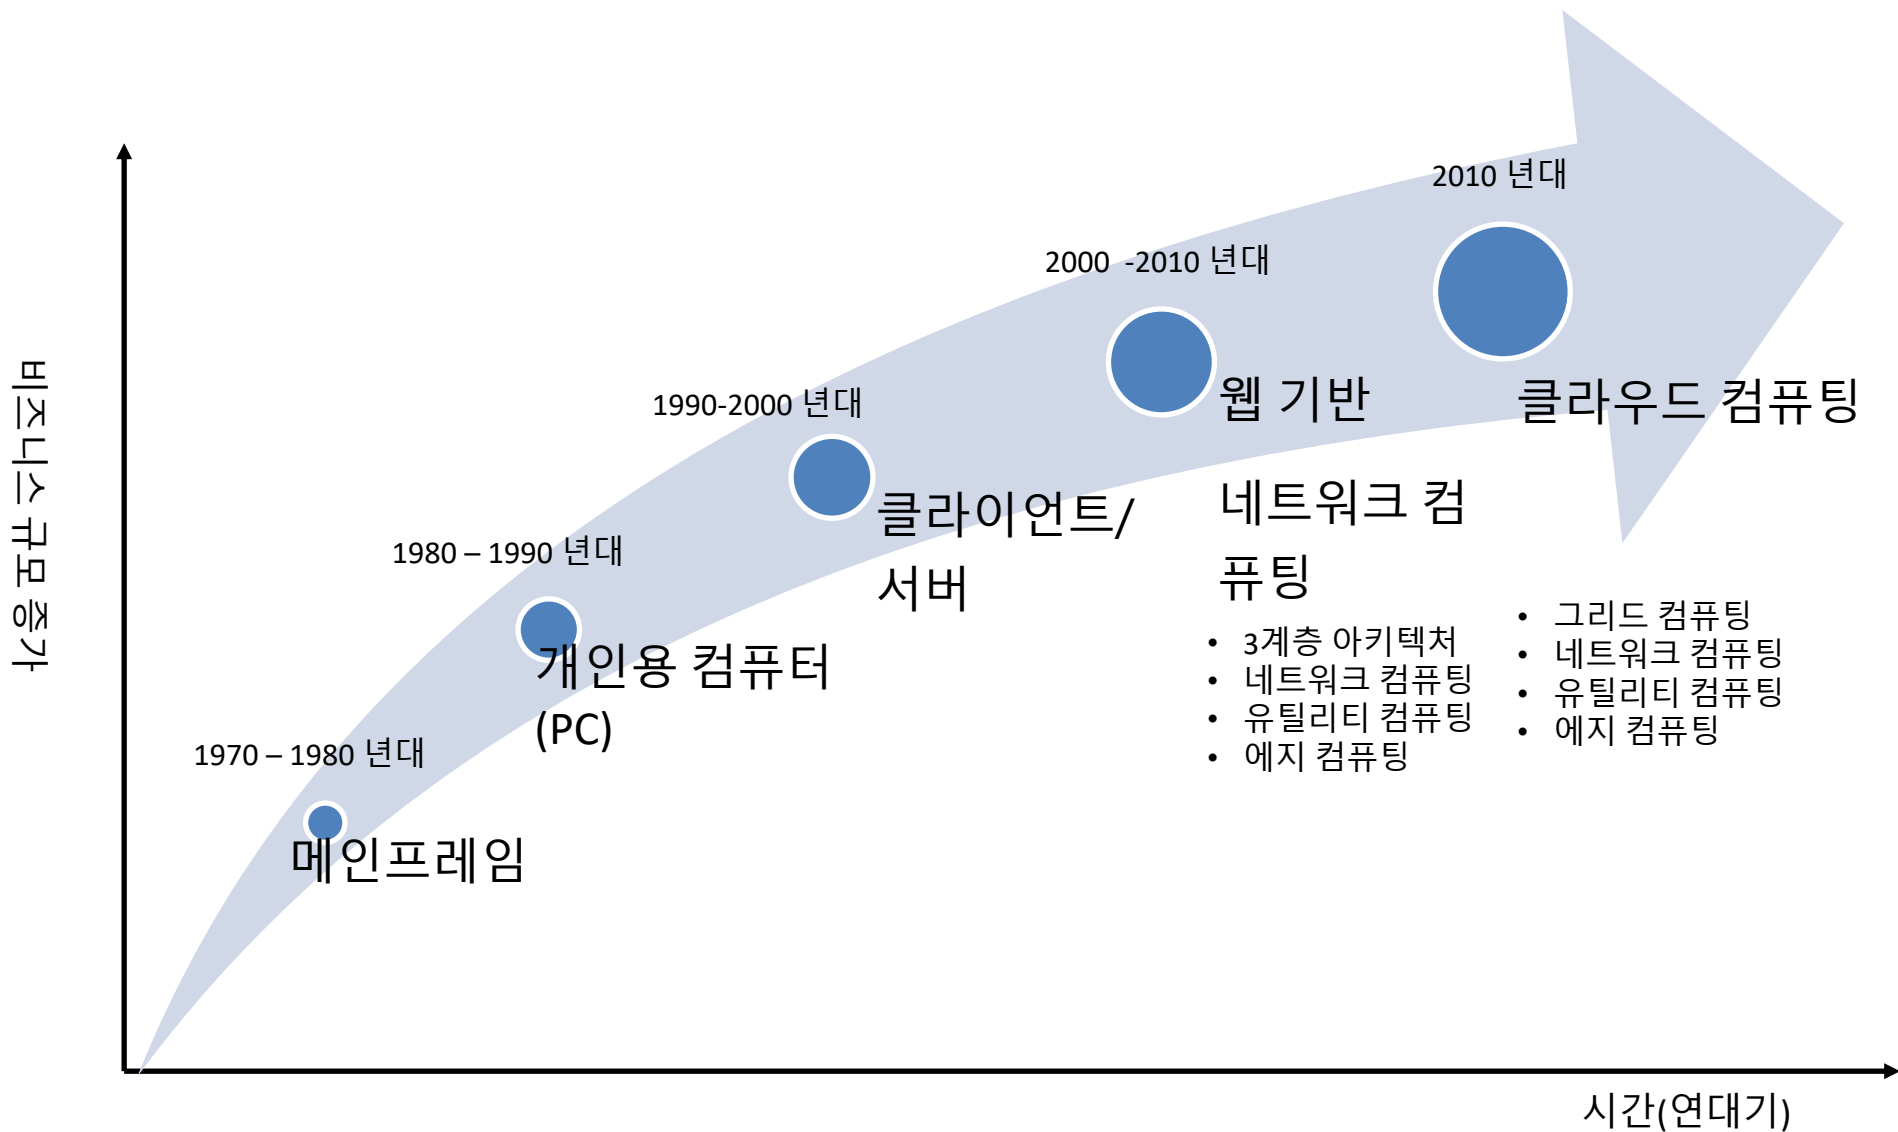 비즈니스 규모 증가
1970 – 1980 년대
메인프레임
1980 – 1990 년대
개인용 컴퓨터
(PC)
1990-2000 년대
클라이언트/
서버
2000 -2010 년대
웹 기반
네트워크 컴
퓨팅
• 3계층 아키텍처
• 네트워크 컴퓨팅
• 유틸리티 컴퓨팅
• 에지 컴퓨팅
2010 년대
클라우드 컴퓨팅
• 그리드 컴퓨팅
• 네트워크 컴퓨팅
• 유틸리티 컴퓨팅
• 에지 컴퓨팅
시간(연대기)